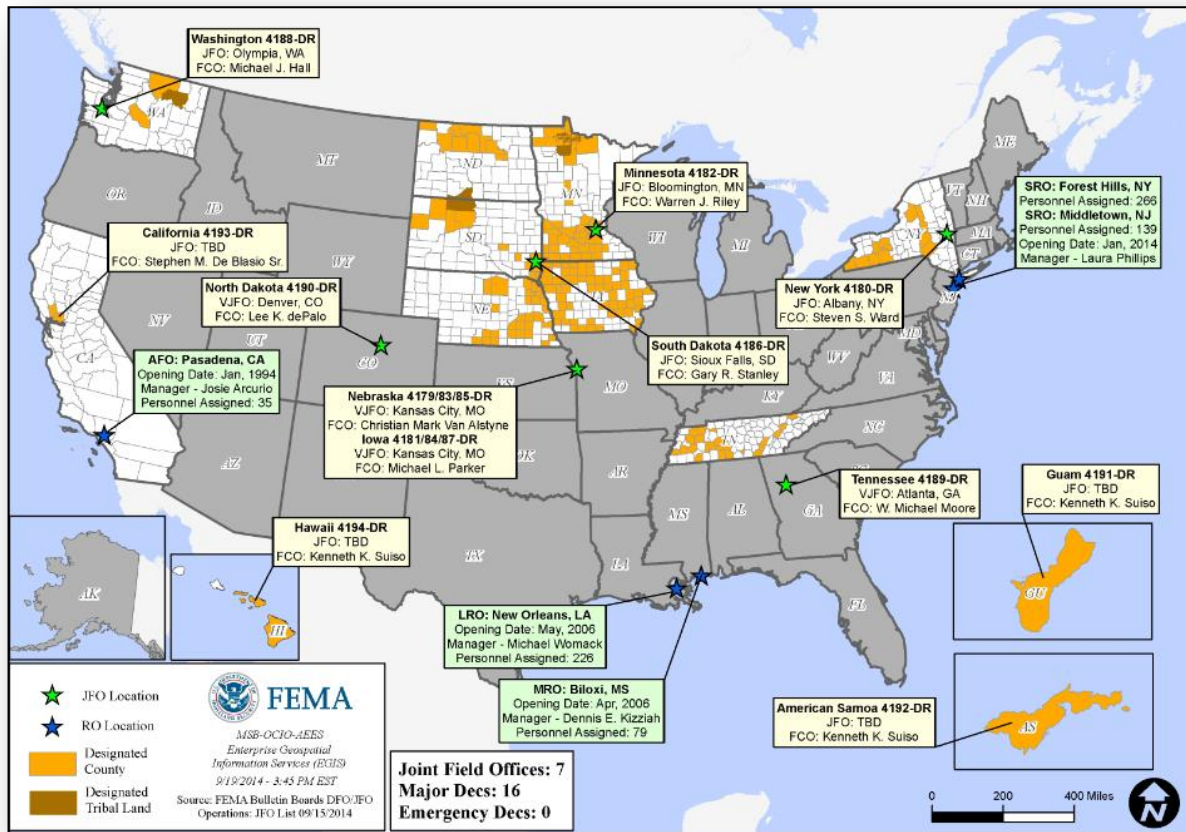 Washington 4188-DR
JFO: Olympia, WA
FCO: Michael J. Hall
WA
MT
ND
MN
ME
Minnesota 4182-DR
JFO: Bloomington, MN
FCO: Warren J. Riley
SRO: Forest Hills, NY
Personnel Assigned: 266
SRO: Middletown, NJ
Personnel Assigned: 139
Opening Date: Jan, 2014
Manager - Laura Phillips
VT
NH
OR
ID
WY
SD
WI
MI
NY
MA
CT
NJ
California 4193-DR
JFO: TBD
FCO: Stephen M. De Blasio Sr.
North Dakota 4190-DR
VJFO: Denver, CO
FCO: Lee K. dePalo
NE
IA
New York 4180-DR
JFO: Albany, NY
FCO: Steven S. Ward
NV
UT
CA
CO
South Dakota 4186-DR
JFO: Sioux Falls, SD
FCO: Gary R. Stanley
MD
WV
VA
AFO: Pasadena, CA
Opening Date: Jan, 1994
Manager - Josie Arcurio
Personnel Assigned: 35
KS
MO
KY
Nebraska 4179/83/85-DR
VJFO: Kansas City, MO
FCO: Christian Mark Van Alstyne
Iowa 4181/84/87-DR
VJFO: Kansas City, MO
FCO: Michael L. Parker
TN
NC
AZ
OK
AR
Tennessee 4189-DR
VJFO: Atlanta, GA
FCO: W. Michael Moore
Guam 4191-DR
JFO: TBD
FCO: Kenneth K. Suiso
MS
AL
GA
Hawaii 4194-DR
JFO: TBD
FCO: Kenneth K. Suiso
TX
LA
FL
AK
HI
GU
LRO: New Orleans, LA
Opening Date: May, 2006
Manager - Michael Womack
Personnel Assigned: 226
MRO: Biloxi, MS
Opening Date: Apr, 2006
Manager - Dennis E. Kizziah
Personnel Assigned: 79
American Samoa 4192-DR
JFO: TBD
FCO: Kenneth K. Suiso
AS
JFO Location
RO Location
Designated
County
Designated
Tribal Land
FEMA
MSB-OCIO-AEES
Enterprise Geospatial
Information Services (EGIS)
9/19/2014 - 3:45 PM EST
Source: FEMA Bulletin Boards DFO/JFO
Operations: JFO List 09/15/2014
Joint Field Offices: 7
Major Decs: 16
Emergency Decs: 0
0 200 400 Miles
N